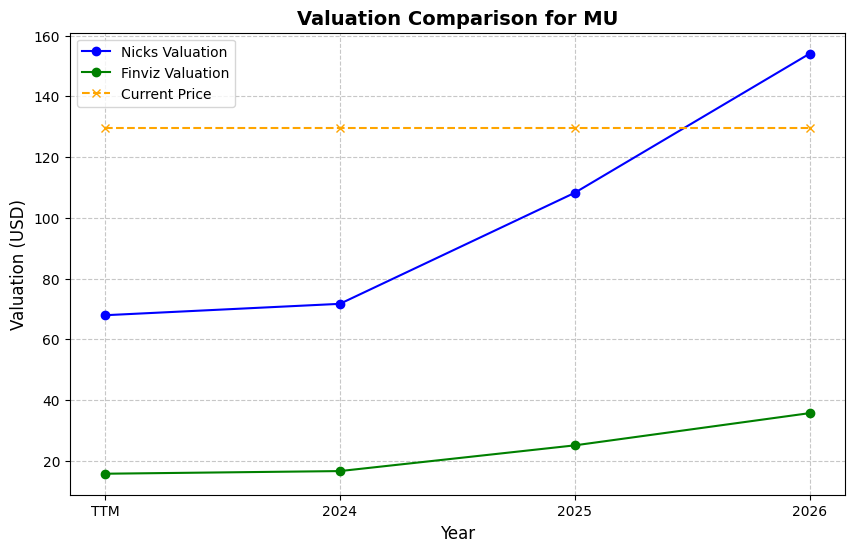 Valuation Comparison for MU
Nicks Valuation
Finviz Valuation
Current Price
Valuation (USD)
160
140
120
100
80
60
40
20
TTM
2024
2025
2026
Year